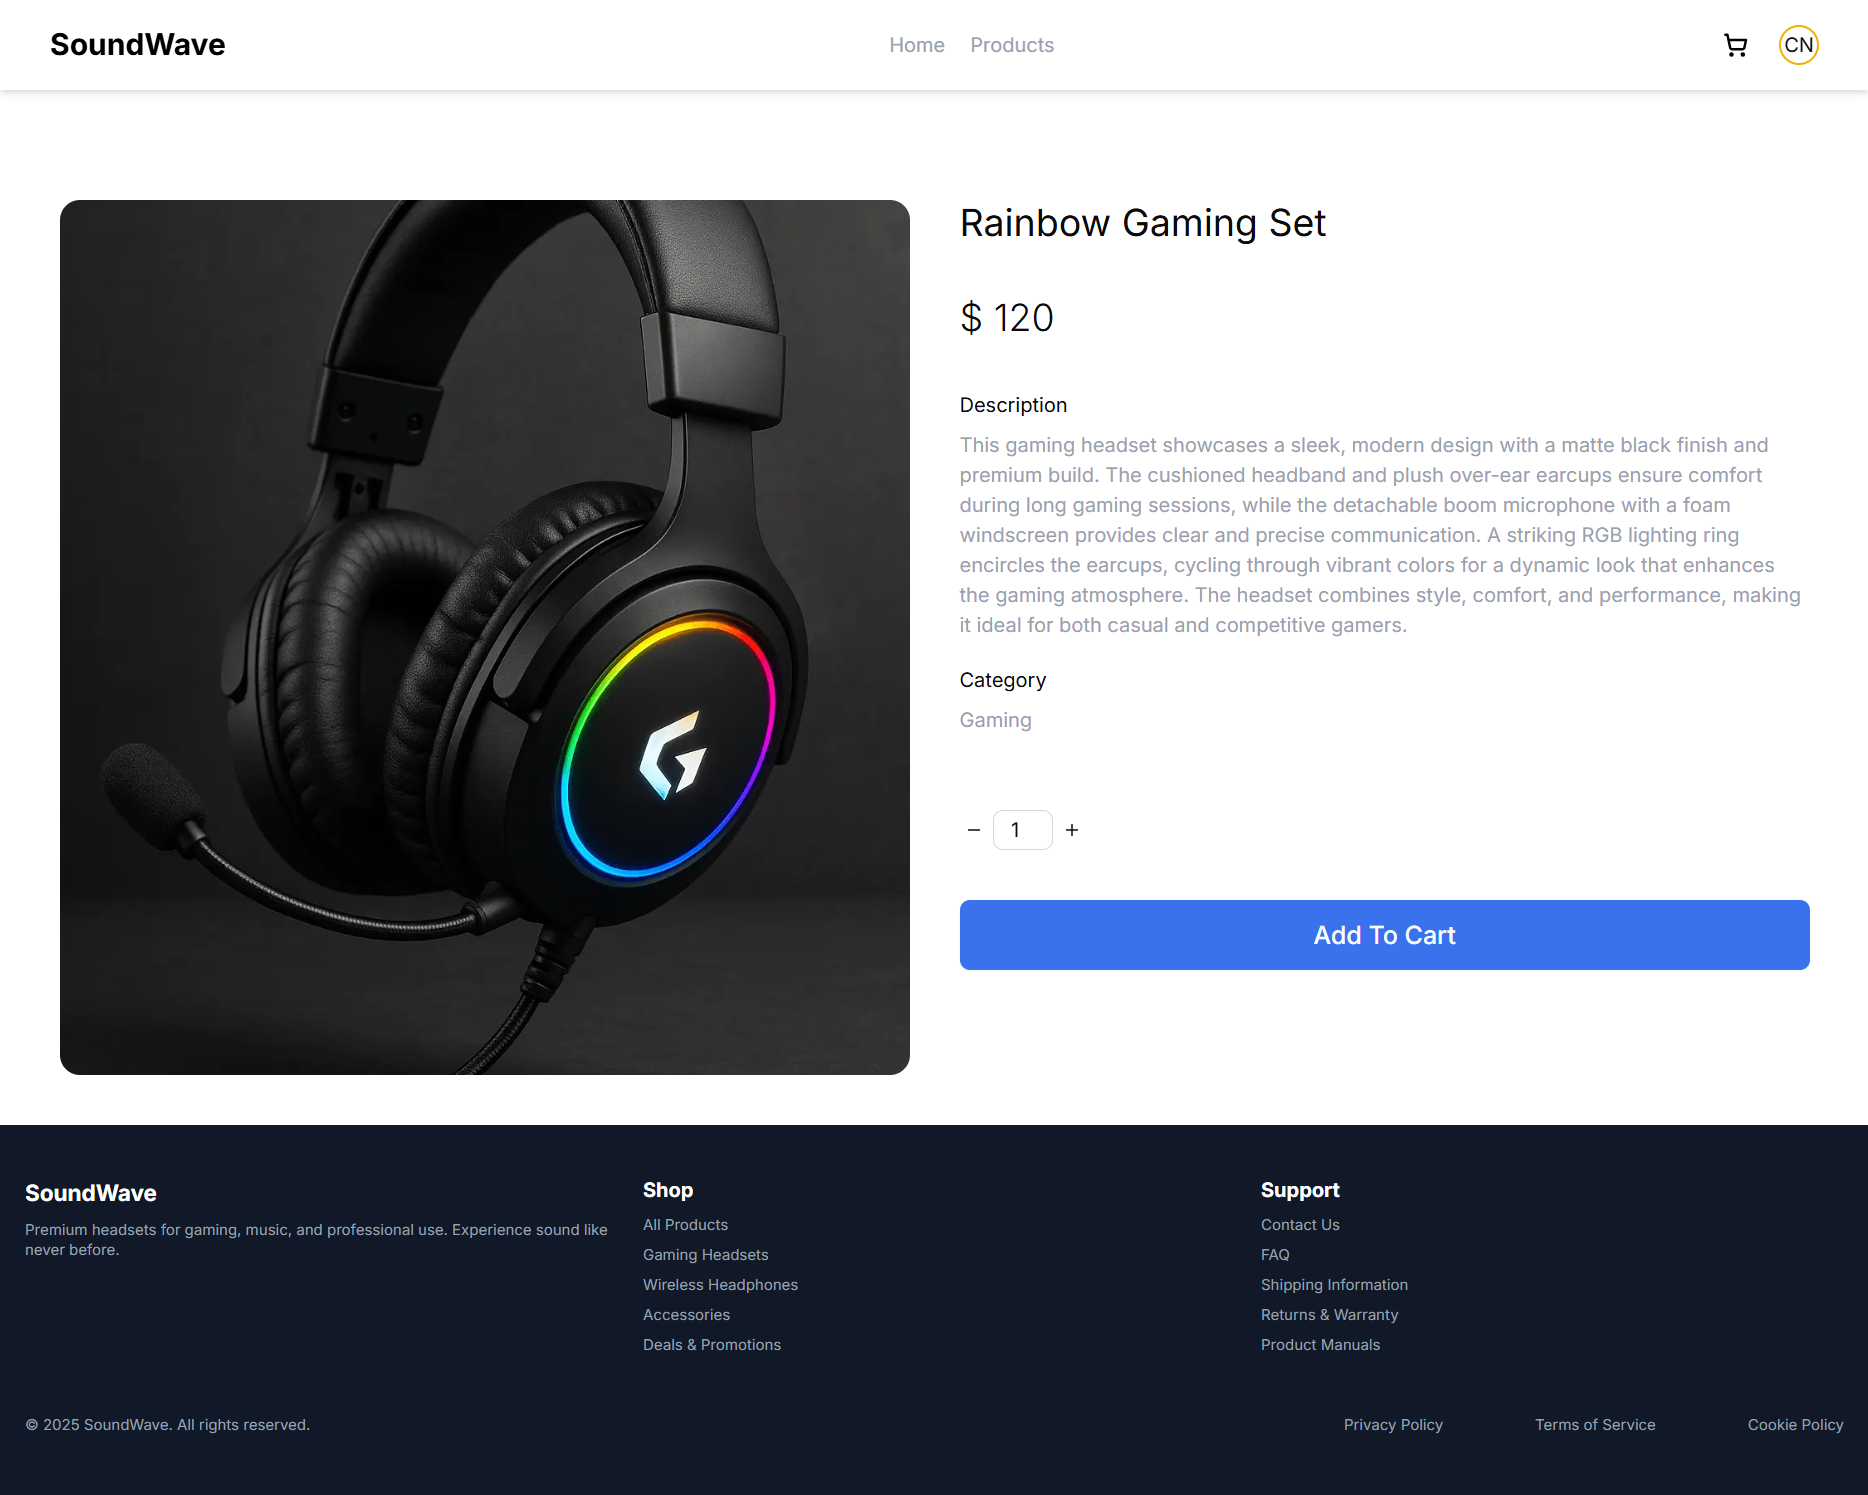 SoundWave
Home
Products
CN
Rainbow Gaming Set
$ 120
Description
This gaming headset showcases a sleek, modern design with a matte black finish and
premium build. The cushioned headband and plush over-ear earcups ensure comfort
during long gaming sessions, while the detachable boom microphone with a foam
windscreen provides clear and precise communication. A striking RGB lighting ring
encircles the earcups, cycling through vibrant colors for a dynamic look that enhances
the gaming atmosphere. The headset combines style, comfort, and performance, making
it ideal for both casual and competitive gamers.
Category
Gaming
− 1 +
Add To Cart
SoundWave
Premium headsets for gaming, music, and professional use. Experience sound like
never before.
Shop
All Products
Gaming Headsets
Wireless Headphones
Accessories
Deals & Promotions
Support
Contact Us
FAQ
Shipping Information
Returns & Warranty
Product Manuals
© 2025 SoundWave. All rights reserved.
Privacy Policy
Terms of Service
Cookie Policy